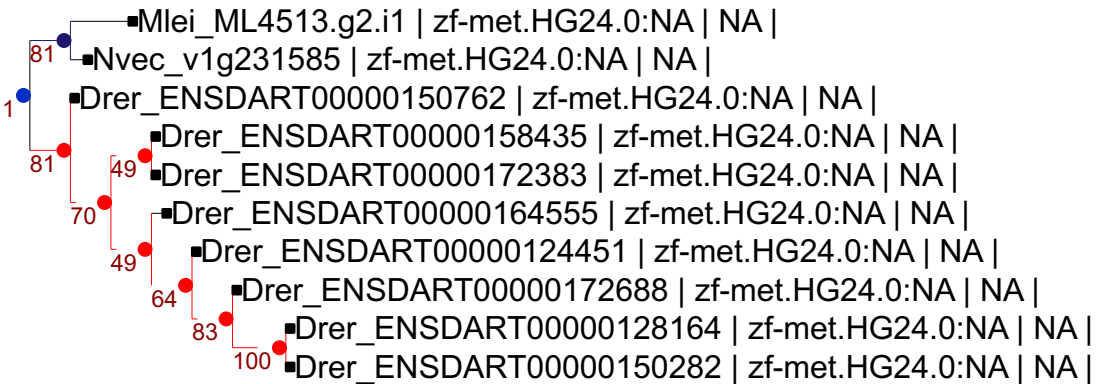 Mlei_ML4513.g2.i1 | zf-met.HG24.0:NA | NA |
81
Nvec_v1g231585 | zf-met.HG24.0:NA | NA |
1
Drer_ENSDART00000150762 | zf-met.HG24.0:NA | NA |
Drer_ENSDART00000158435 | zf-met.HG24.0:NA | NA |
81
49
Drer_ENSDART00000172383 | zf-met.HG24.0:NA | NA |
70
Drer_ENSDART00000164555 | zf-met.HG24.0:NA | NA |
49
Drer_ENSDART00000124451 | zf-met.HG24.0:NA | NA |
64
Drer_ENSDART00000172688 | zf-met.HG24.0:NA | NA |
83
Drer_ENSDART00000128164 | zf-met.HG24.0:NA | NA |
100
Drer_ENSDART00000150282 | zf-met.HG24.0:NA | NA |